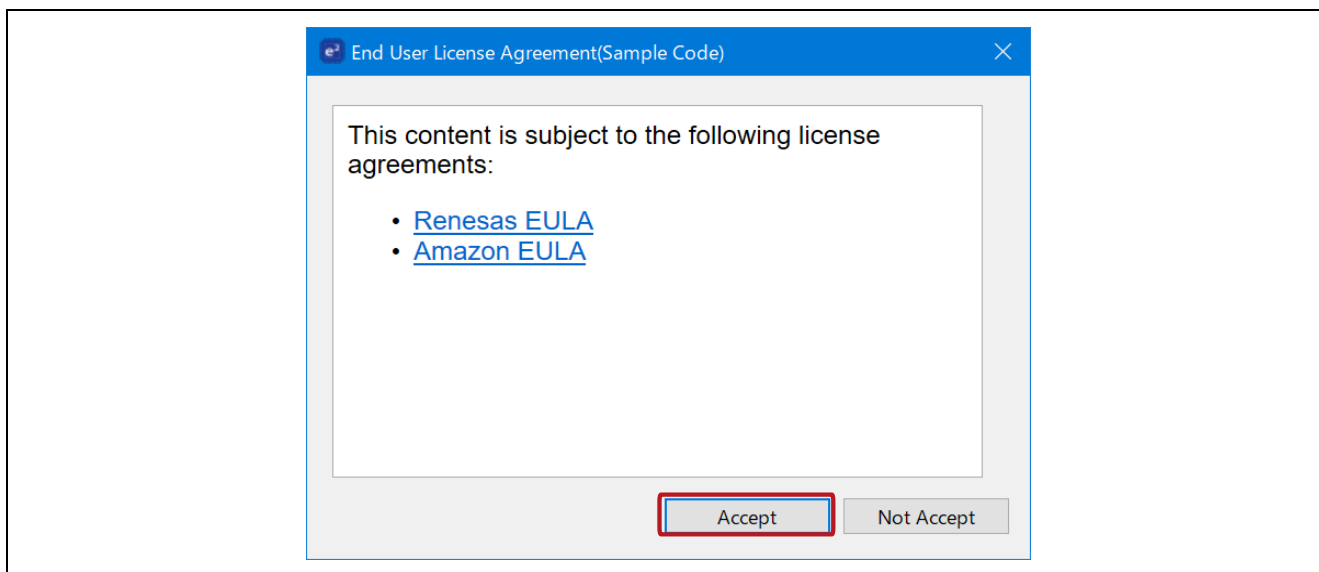 e² End User License Agreement(Sample Code)
This content is subject to the following license
agreements:
• Renesas EULA
• Amazon EULA
Accept Not Accept